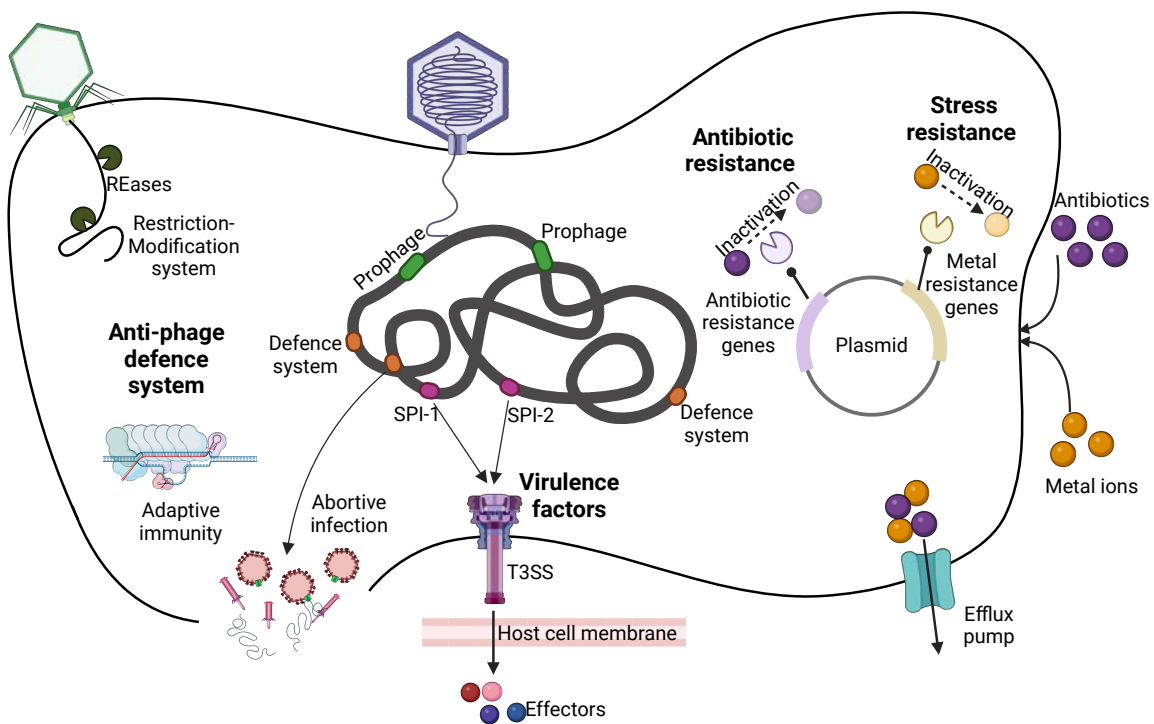 REases
Restriction-
Modification
system
Anti-phage
defence
system
Adaptive
immunity
Abortive
infection
Prophage
Prophage
Defence
system
SPI-1
SPI-2
Defence
system
Virulence
factors
T3SS
Host cell membrane
Effectors
Antibiotic
resistance
Inactivation
Antibiotic
resistance
genes
Plasmid
Stress
resistance
Inactivation
Metal
resistance
genes
Antibiotics
Metal ions
Efflux
pump